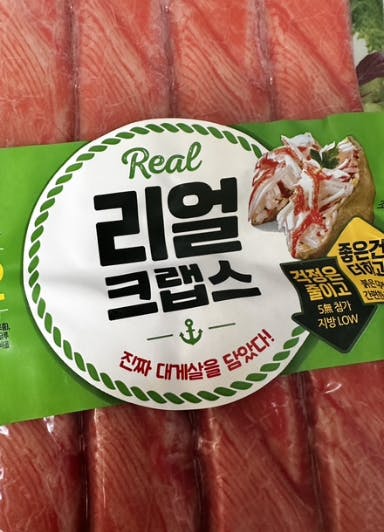 Real
리얼
크랩스
진짜 대게살을 담았다!
걱정은
줄이고
5無 첨가
지방 LOW
좋은건
더하고